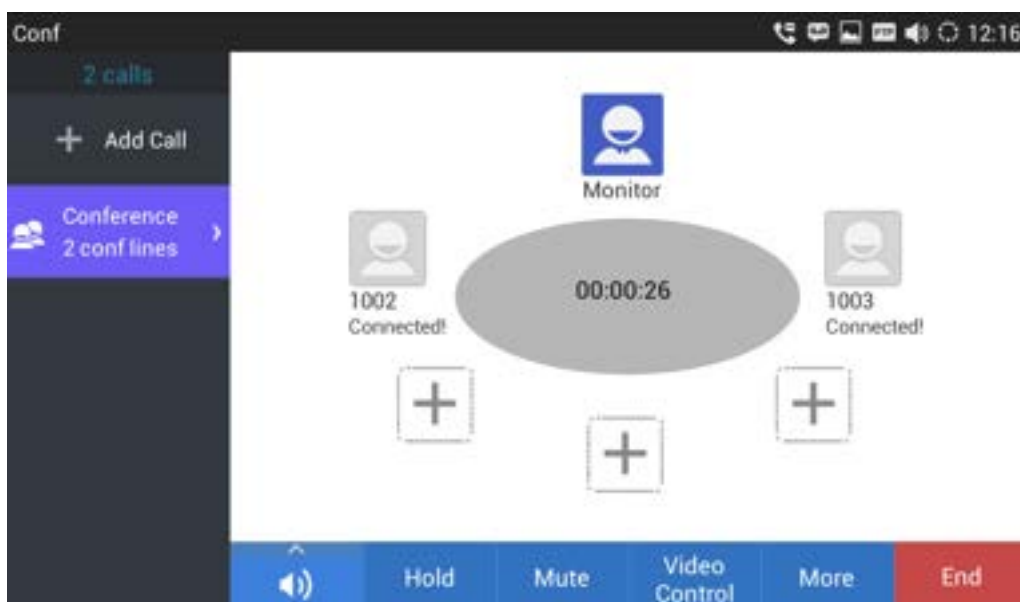 Conf
12:16
2 calls
Add Call
Conference
2 conf lines
Monitor
1002
Connected!
00:00:26
1003
Connected!
Hold
Mute
Video
Control
More
End